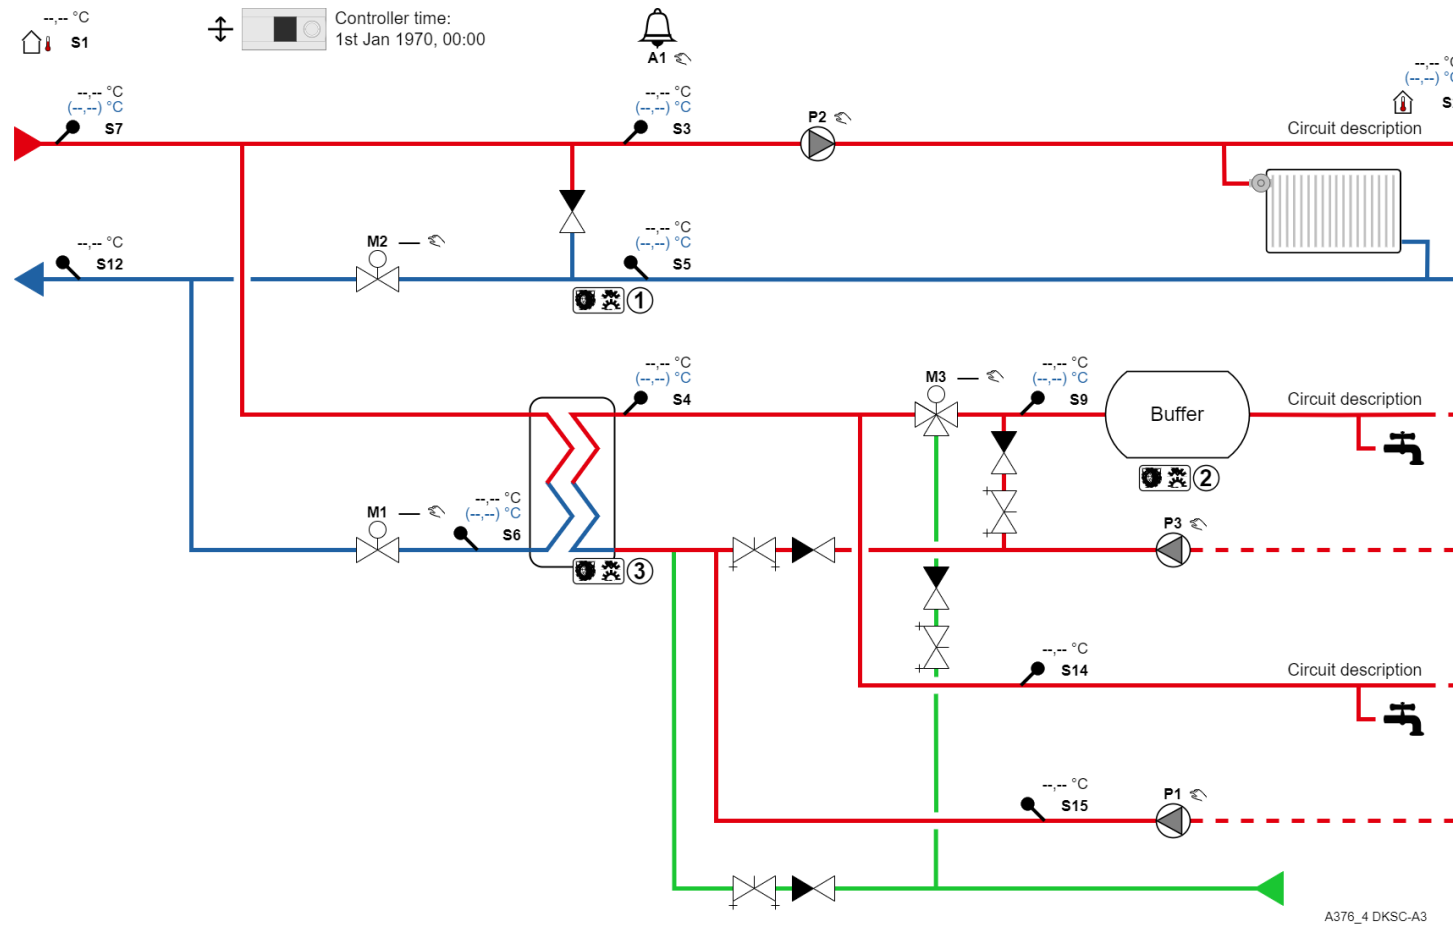 --,-- °C
S1
Controller time:
1st Jan 1970, 00:00
A1
--,-- °C
(--,--) °C
S7
--,-- °C
(--,--) °C
S3
P2
--,-- °
(--,--) °
Circuit description
--,-- °C
S12
M2
--,-- °C
(--,--) °C
S5
1
--,-- °C
(--,--) °C
S4
M3
--,-- °C
(--,--) °C
S9
Buffer
Circuit description
2
M1
--,-- °C
(--,--) °C
S6
P3
3
--,-- °C
S14
Circuit description
--,-- °C
S15
P1
A376_4 DKSC-A3